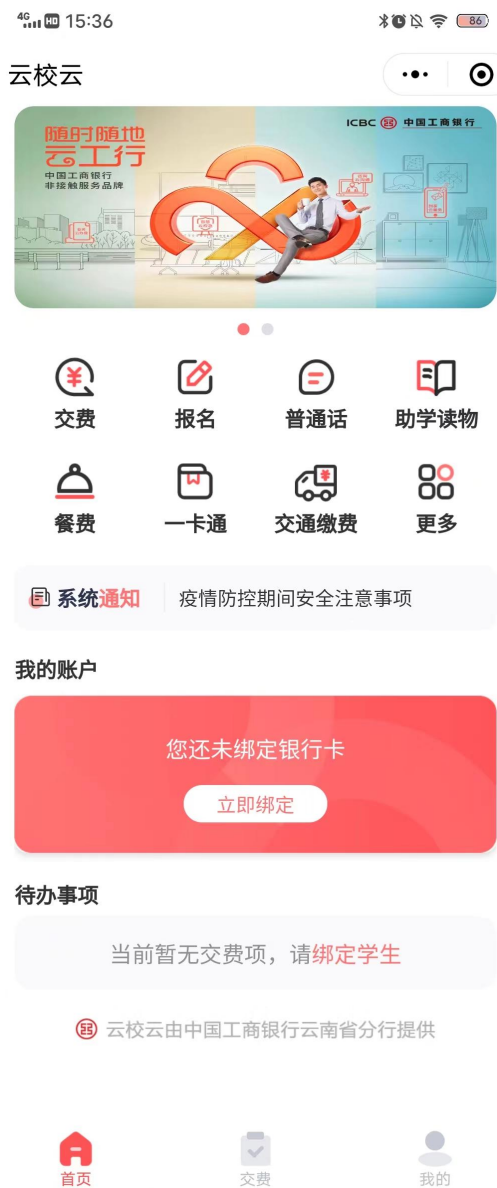 4G HD 15:36
86
云校云
随时随地
云工行
中国工商银行
非接触服务品牌
ICBC 中国工商银行
交费
报名
普通话
助学读物
餐费
一卡通
交通缴费
更多
系统通知
疫情防控期间安全注意事项
我的账户
您还未绑定银行卡
立即绑定
待办事项
当前暂无交费项，请绑定学生
云校云由中国工商银行云南省分行提供
首页
交费
我的